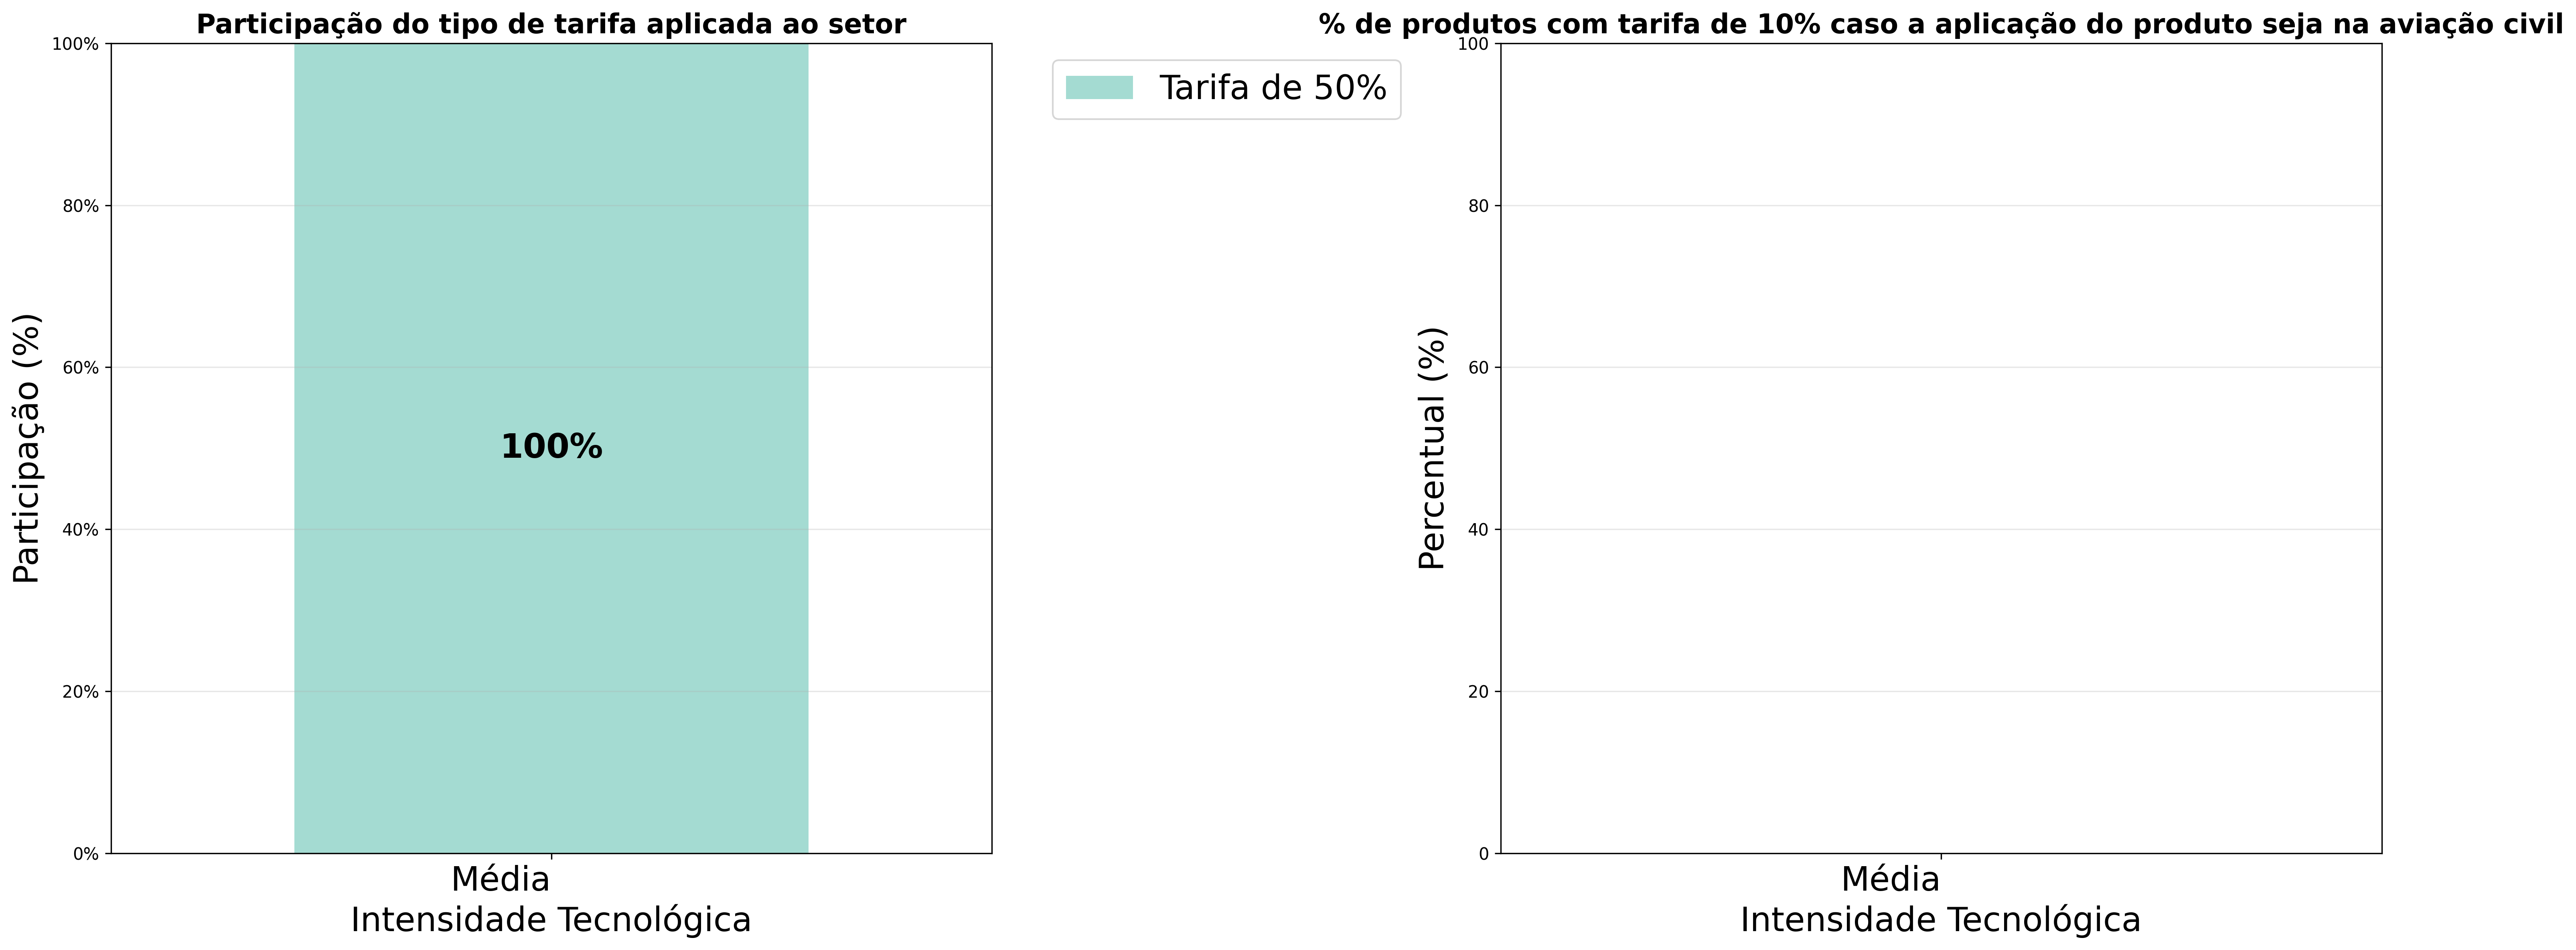 Participação do tipo de tarifa aplicada ao setor
100%
80%
60%
40%
20%
0%
Participação (%)
100%
Média
Intensidade Tecnológica
Tarifa de 50%
% de produtos com tarifa de 10% caso a aplicação do produto seja na aviação civil
100
80
60
40
20
0
Percentual (%)
Média
Intensidade Tecnológica